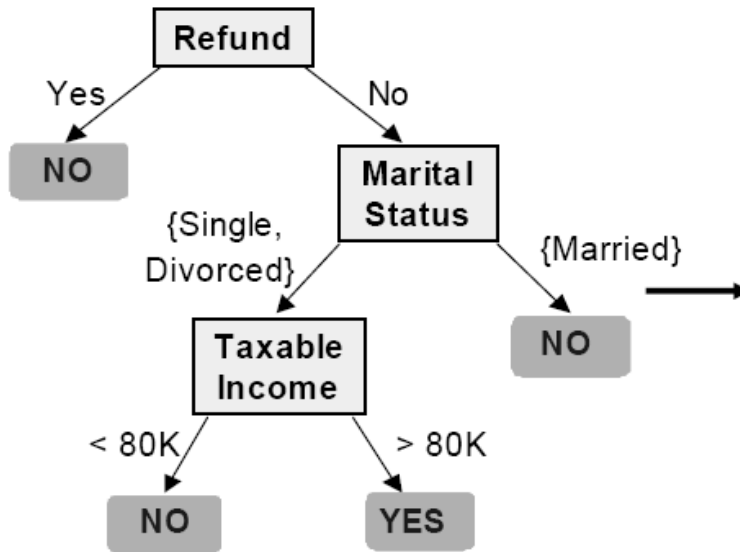 Refund
Yes
No
NO
Marital
Status
{Single,
Divorced}
{Married}
Taxable
Income
NO
< 80K
> 80K
NO
YES